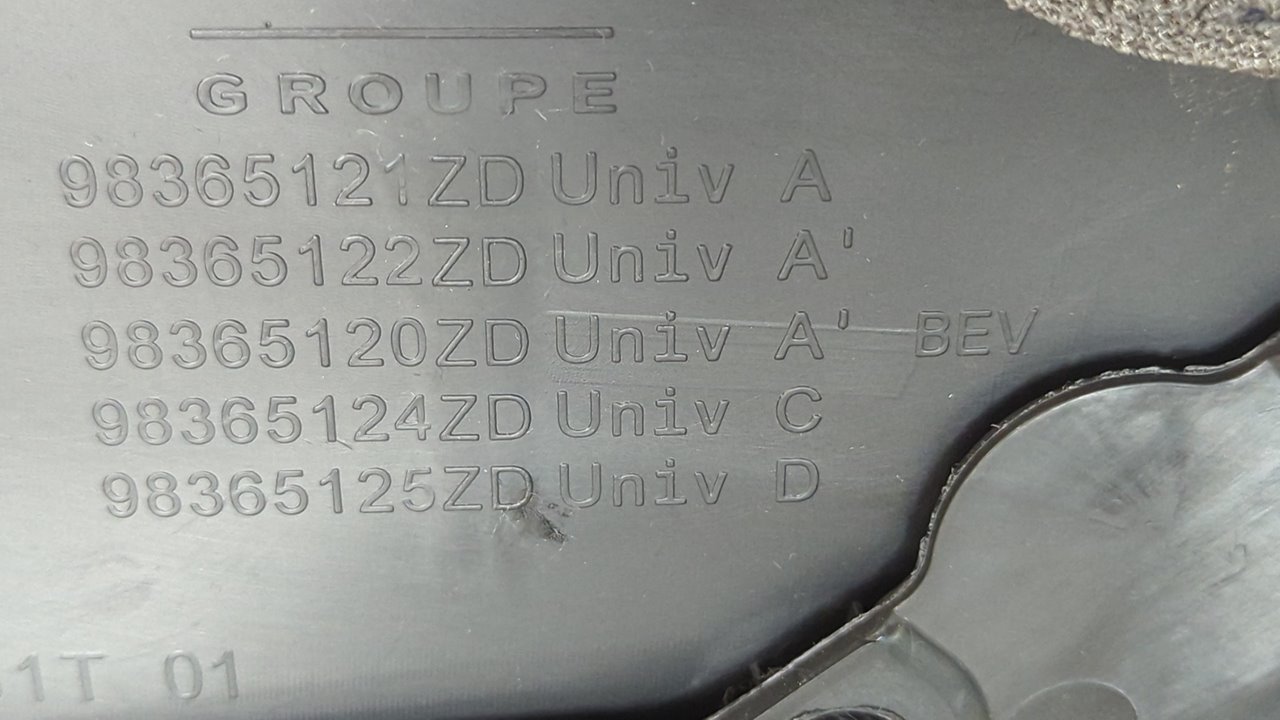 GROUPE
98365121ZD Univ A
98365122ZD Univ A'
98365120ZD Univ A' BEV
98365124ZD Univ C
98365125ZD Univ D
1T 01